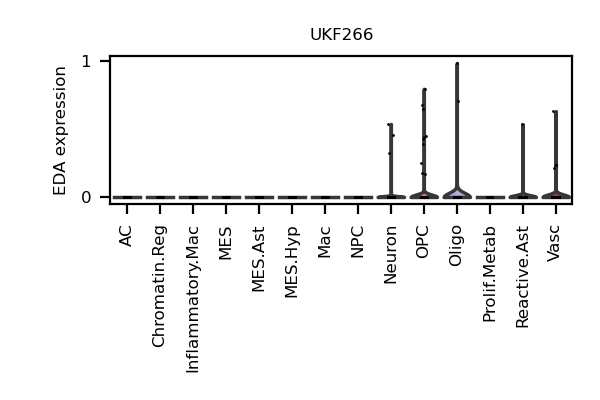 UKF266
EDA expression
1
0
AC
Chromatin.Reg
Inflammatory.Mac
MES
MES.Ast
MES.Hyp
Mac
NPC
Neuron
OPC
Oligo
Prolif.Metab
Reactive.Ast
Vasc